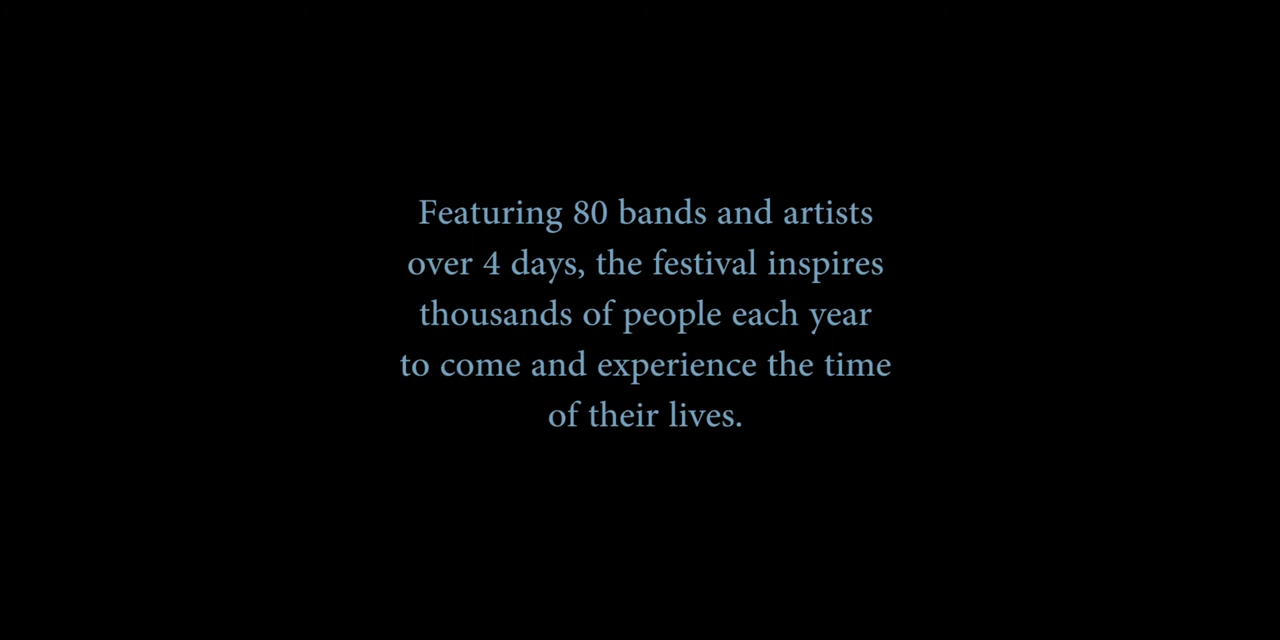 Featuring 80 bands and artists
over 4 days, the festival inspires
thousands of people each year
to come and experience the time
of their lives.